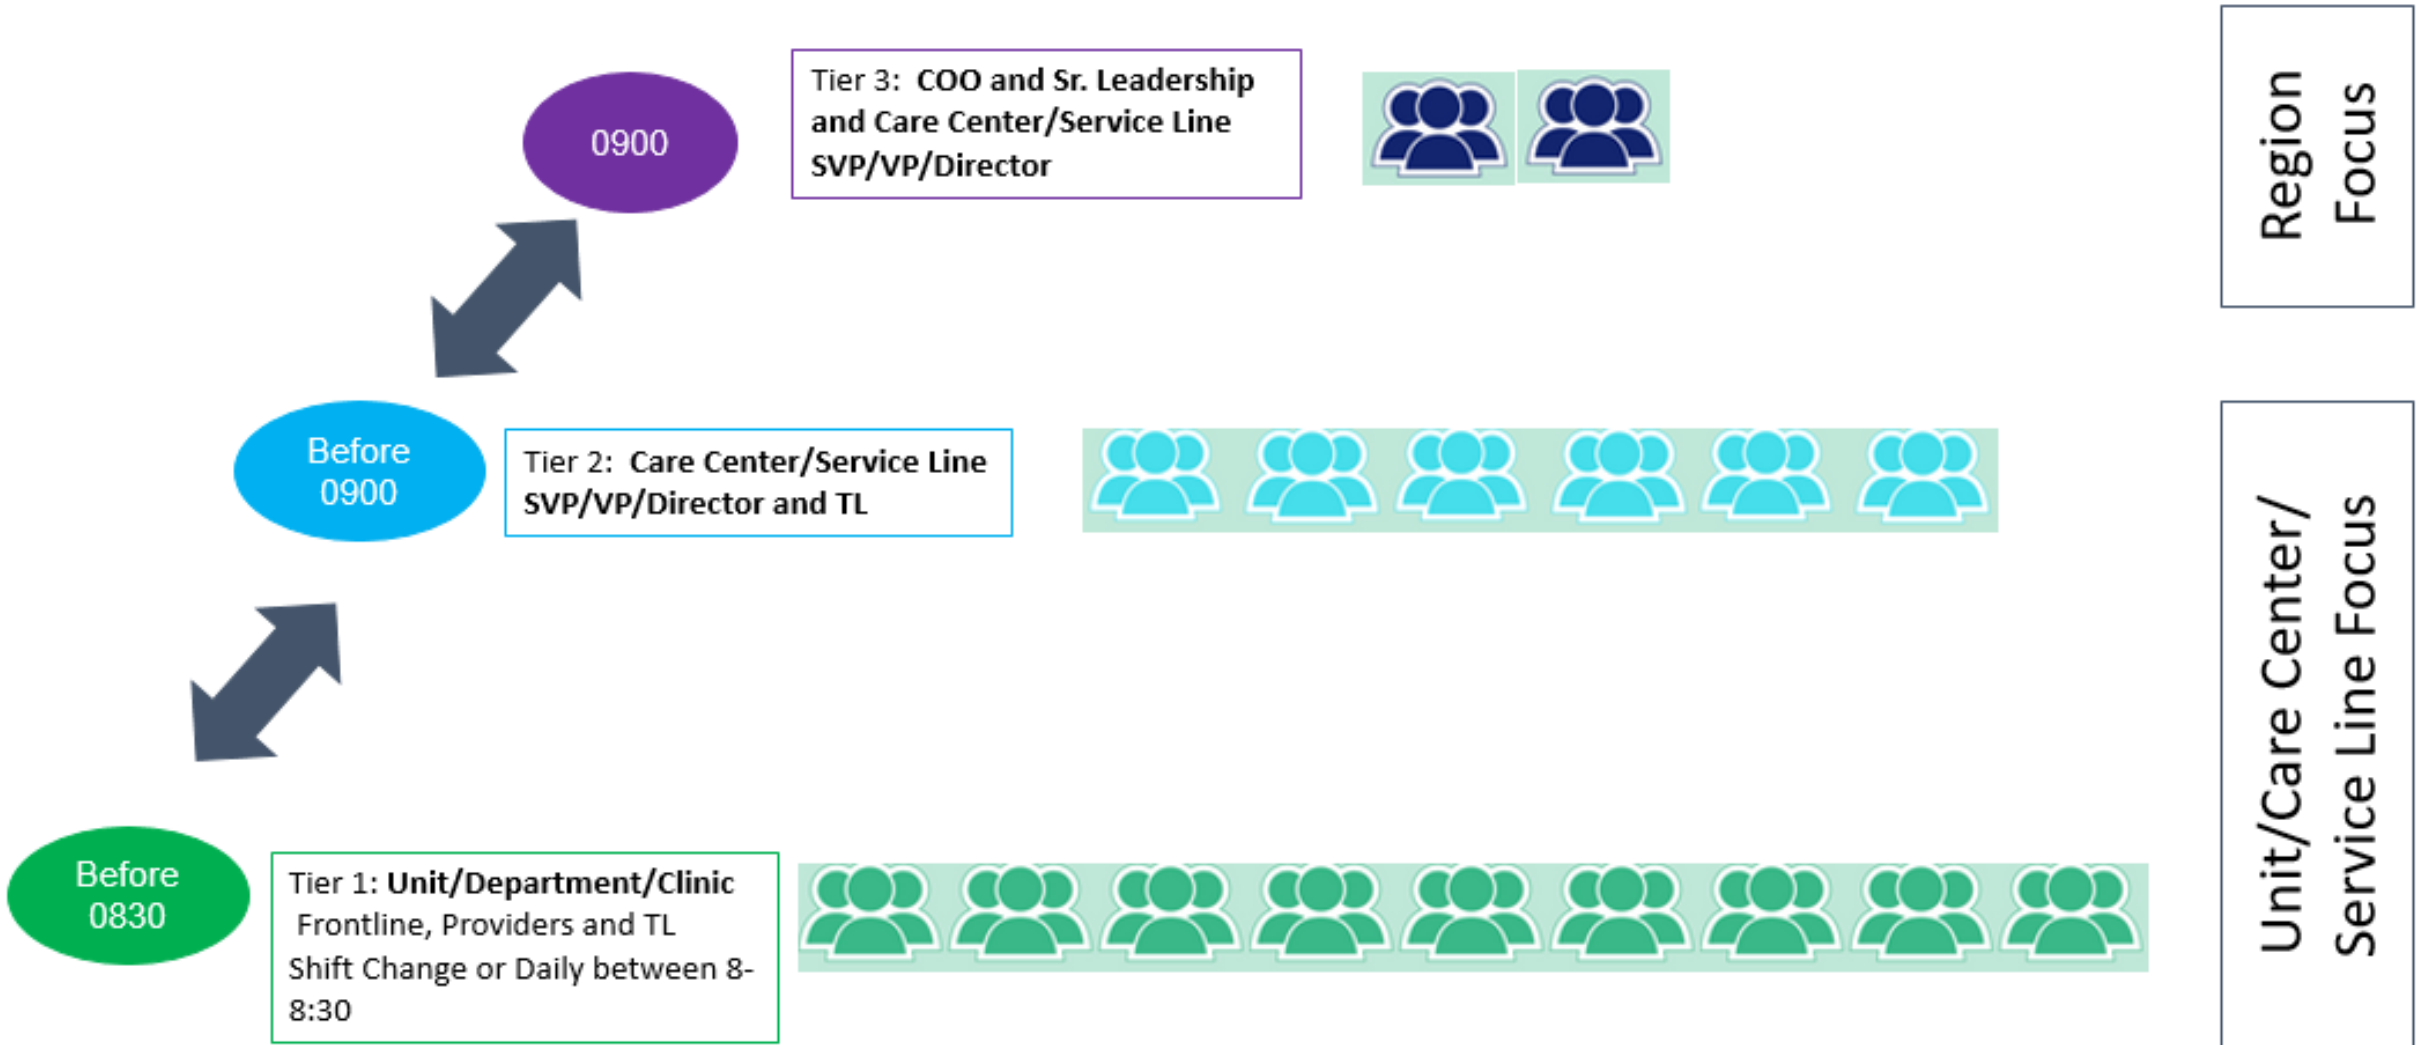 0900
Tier 3:  COO and Sr. Leadership
and Care Center/Service Line
SVP/VP/Director
Region
Focus
Before
0900
Tier 2:  Care Center/Service Line
SVP/VP/Director and TL
Unit/Care Center/
Service Line Focus
Before
0830
Tier 1: Unit/Department/Clinic
Frontline, Providers and TL
Shift Change or Daily between 8-
8:30